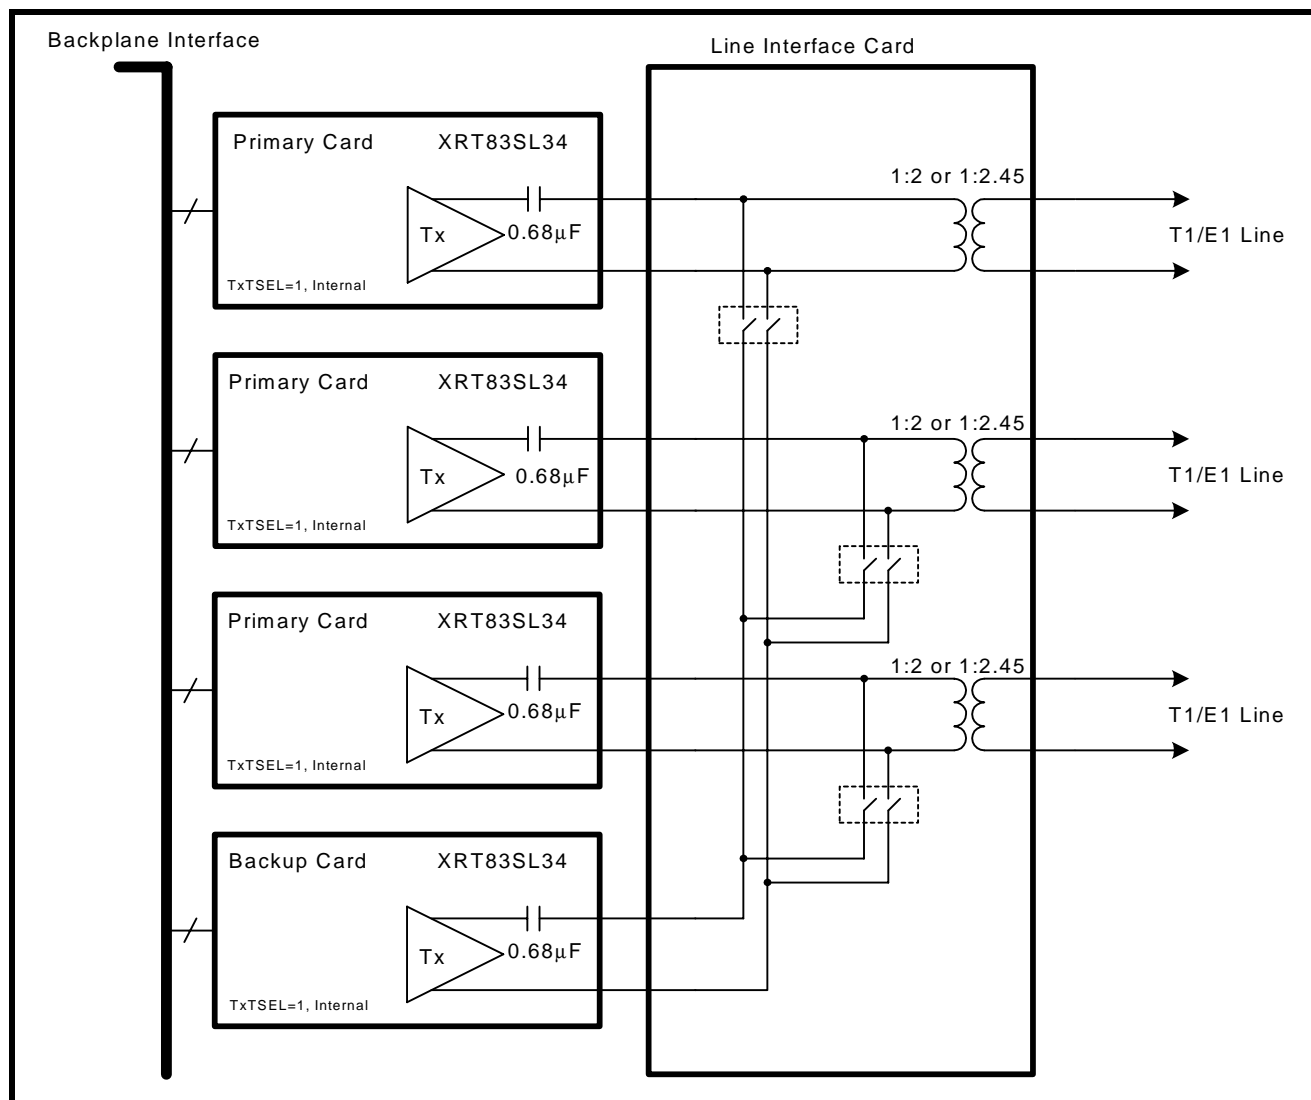 Backplane Interface
Line Interface Card
Primary Card XRT83SL34
Tx
0.68µF
TxTSEL=1, Internal
1:2 or 1:2.45
T1/E1 Line
Primary Card XRT83SL34
Tx
0.68µF
TxTSEL=1, Internal
1:2 or 1:2.45
T1/E1 Line
Primary Card XRT83SL34
Tx
0.68µF
TxTSEL=1, Internal
1:2 or 1:2.45
T1/E1 Line
Backup Card XRT83SL34
Tx
0.68µF
TxTSEL=1, Internal